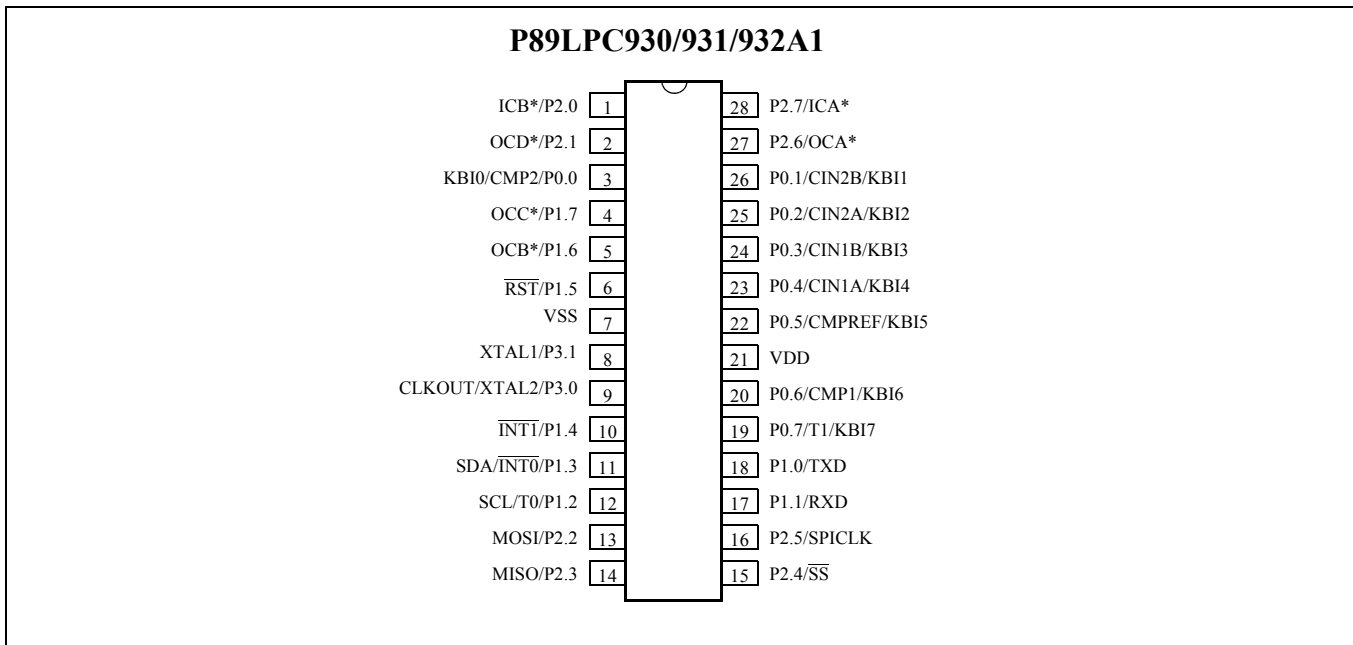 P89LPC930/931/932A1
ICB*/P2.0 1 28 P2.7/ICA*
OCD*/P2.1 2 27 P2.6/OCA*
KBI0/CMP2/P0.0 3 26 P0.1/CIN2B/KBI1
OCC*/P1.7 4 25 P0.2/CIN2A/KBI2
OCB*/P1.6 5 24 P0.3/CIN1B/KBI3
R̅S̅T̅/P1.5 6 23 P0.4/CIN1A/KBI4
VSS 7 22 P0.5/CMPREF/KBI5
XTAL1/P3.1 8 21 VDD
CLKOUT/XTAL2/P3.0 9 20 P0.6/CMP1/KBI6
I̅N̅T̅1̅/P1.4 10 19 P0.7/T1/KBI7
SDA/I̅N̅T̅0̅/P1.3 11 18 P1.0/TXD
SCL/T0/P1.2 12 17 P1.1/RXD
MOSI/P2.2 13 16 P2.5/SPICLK
MISO/P2.3 14 15 P2.4/S̅S̅